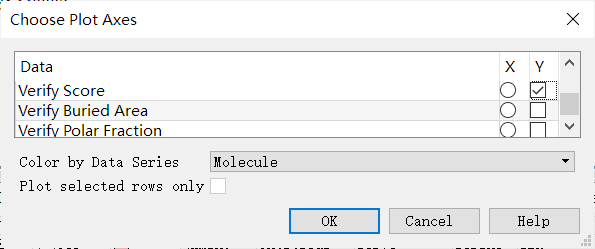 Choose Plot Axes
Data X Y
Verify Score
Verify Buried Area
Verify Polar Fraction
Color by Data Series Molecule
Plot selected rows only
OK Cancel Help